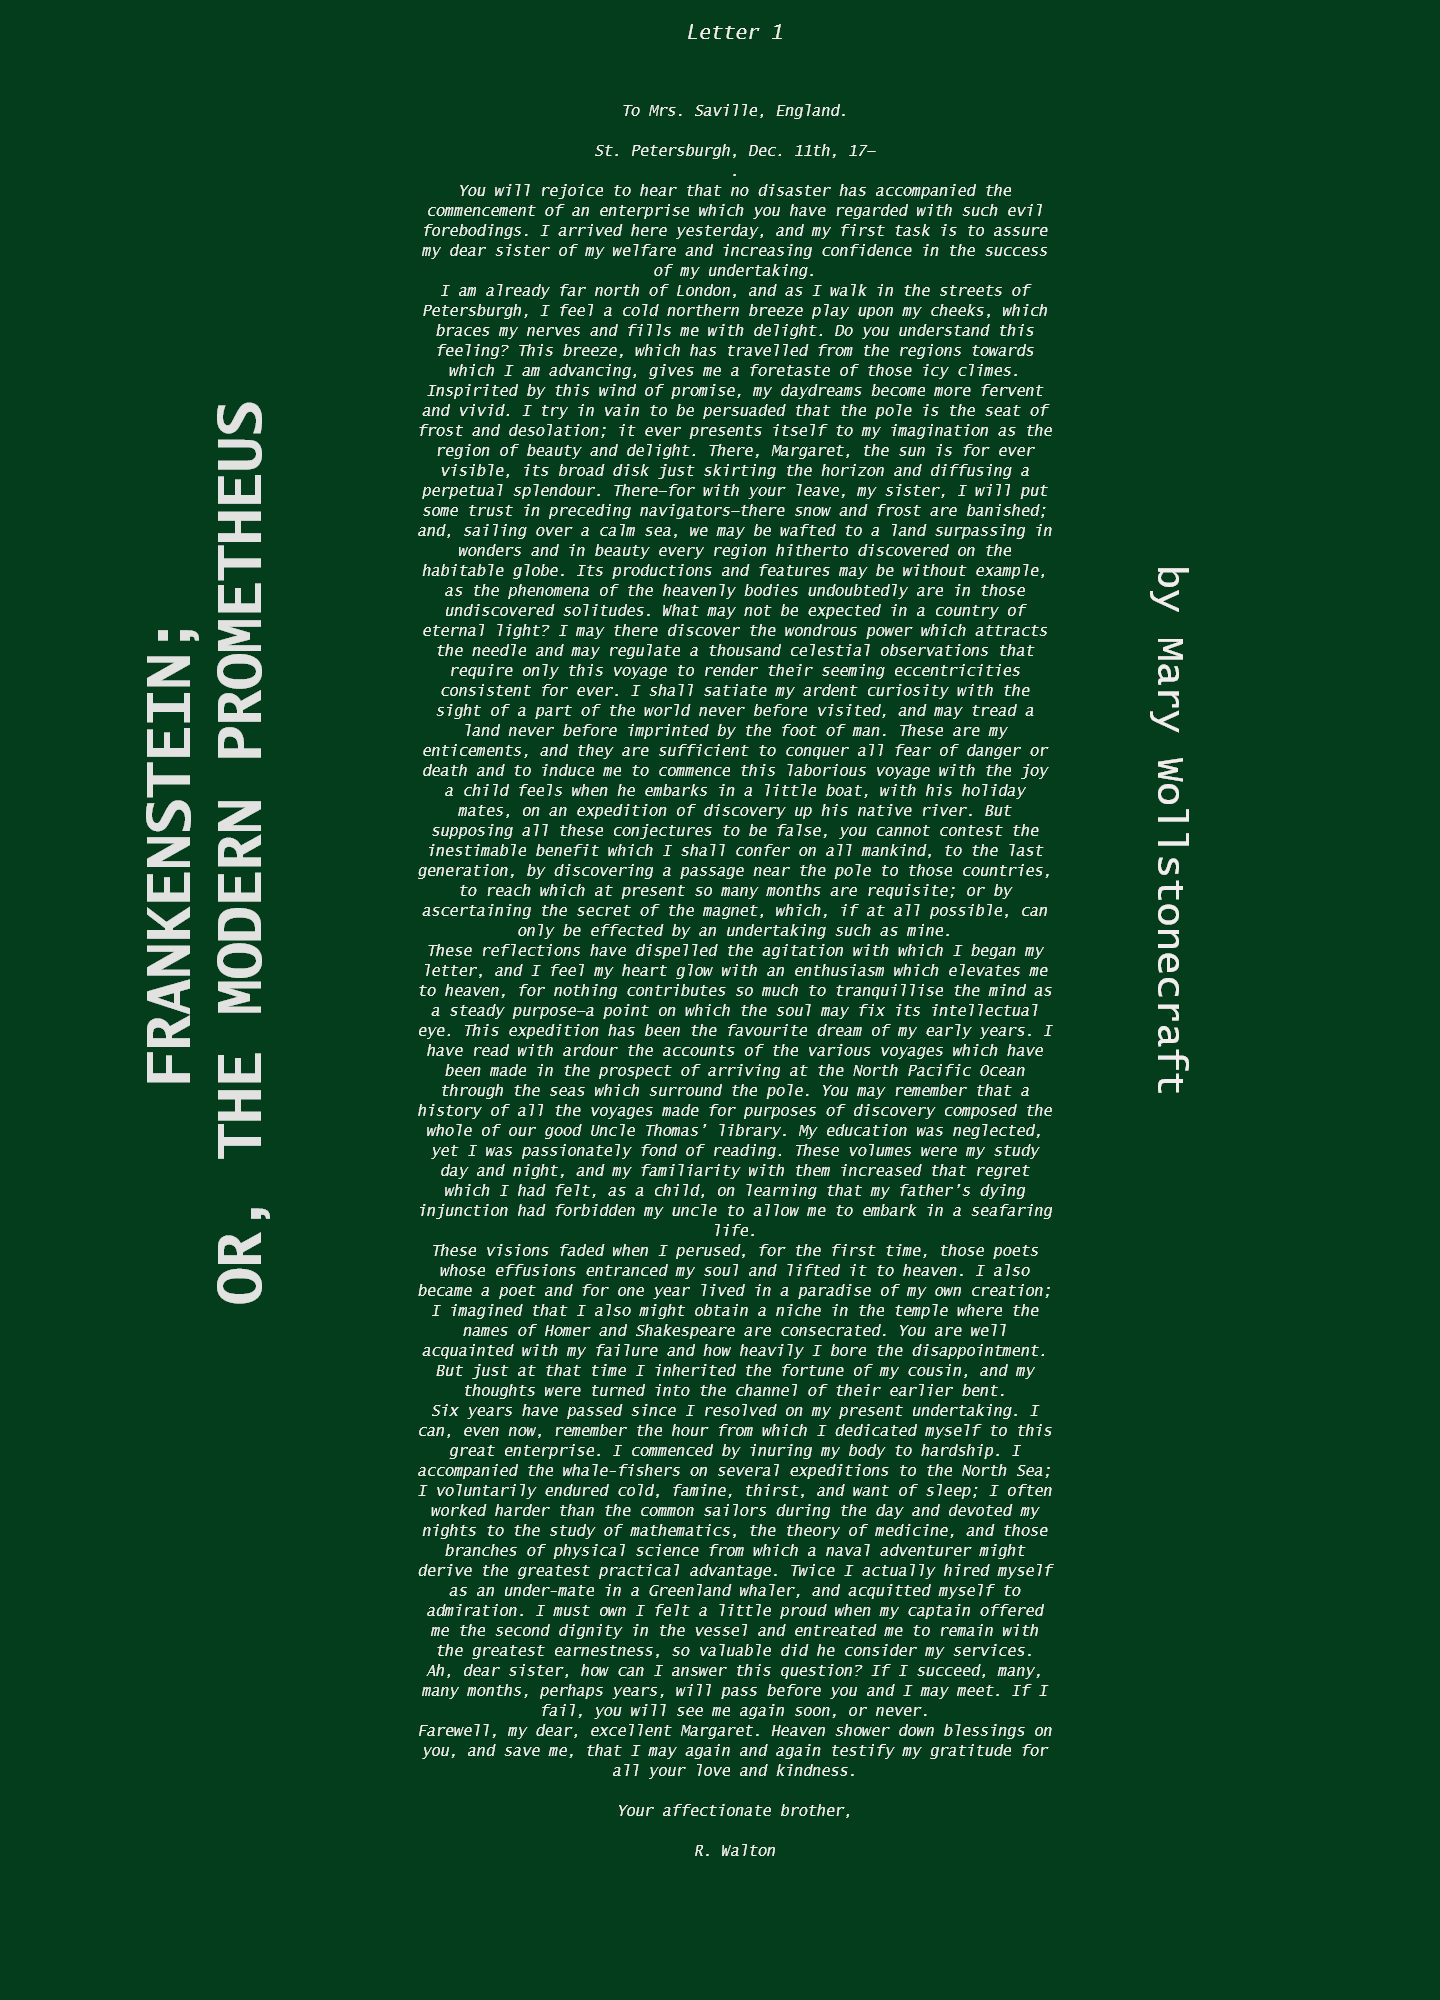 Letter 1
To Mrs. Saville, England.
St. Petersburgh, Dec. 11th, 17—
.
You will rejoice to hear that no disaster has accompanied the
commencement of an enterprise which you have regarded with such evil
forebodings. I arrived here yesterday, and my first task is to assure
my dear sister of my welfare and increasing confidence in the success
of my undertaking.
I am already far north of London, and as I walk in the streets of
Petersburgh, I feel a cold northern breeze play upon my cheeks, which
braces my nerves and fills me with delight. Do you understand this
feeling? This breeze, which has travelled from the regions towards
which I am advancing, gives me a foretaste of those icy climes.
Inspirited by this wind of promise, my daydreams become more fervent
and vivid. I try in vain to be persuaded that the pole is the seat of
frost and desolation; it ever presents itself to my imagination as the
region of beauty and delight. There, Margaret, the sun is for ever
visible, its broad disk just skirting the horizon and diffusing a
perpetual splendour. There—for with your leave, my sister, I will put
some trust in preceding navigators—there snow and frost are banished;
and, sailing over a calm sea, we may be wafted to a land surpassing in
wonders and in beauty every region hitherto discovered on the
habitable globe. Its productions and features may be without example,
as the phenomena of the heavenly bodies undoubtedly are in those
undiscovered solitudes. What may not be expected in a country of
eternal light? I may there discover the wondrous power which attracts
the needle and may regulate a thousand celestial observations that
require only this voyage to render their seeming eccentricities
consistent for ever. I shall satiate my ardent curiosity with the
sight of a part of the world never before visited, and may tread a
land never before imprinted by the foot of man. These are my
enticements, and they are sufficient to conquer all fear of danger or
death and to induce me to commence this laborious voyage with the joy
a child feels when he embarks in a little boat, with his holiday
mates, on an expedition of discovery up his native river. But
supposing all these conjectures to be false, you cannot contest the
inestimable benefit which I shall confer on all mankind, to the last
generation, by discovering a passage near the pole to those countries,
to reach which at present so many months are requisite; or by
ascertaining the secret of the magnet, which, if at all possible, can
only be effected by an undertaking such as mine.
These reflections have dispelled the agitation with which I began my
letter, and I feel my heart glow with an enthusiasm which elevates me
to heaven, for nothing contributes so much to tranquillise the mind as
a steady purpose—a point on which the soul may fix its intellectual
eye. This expedition has been the favourite dream of my early years. I
have read with ardour the accounts of the various voyages which have
been made in the prospect of arriving at the North Pacific Ocean
through the seas which surround the pole. You may remember that a
history of all the voyages made for purposes of discovery composed the
whole of our good Uncle Thomas’ library. My education was neglected,
yet I was passionately fond of reading. These volumes were my study
day and night, and my familiarity with them increased that regret
which I had felt, as a child, on learning that my father’s dying
injunction had forbidden my uncle to allow me to embark in a seafaring
life.
These visions faded when I perused, for the first time, those poets
whose effusions entranced my soul and lifted it to heaven. I also
became a poet and for one year lived in a paradise of my own creation;
I imagined that I also might obtain a niche in the temple where the
names of Homer and Shakespeare are consecrated. You are well
acquainted with my failure and how heavily I bore the disappointment.
But just at that time I inherited the fortune of my cousin, and my
thoughts were turned into the channel of their earlier bent.
Six years have passed since I resolved on my present undertaking. I
can, even now, remember the hour from which I dedicated myself to this
great enterprise. I commenced by inuring my body to hardship. I
accompanied the whale-fishers on several expeditions to the North Sea;
I voluntarily endured cold, famine, thirst, and want of sleep; I often
worked harder than the common sailors during the day and devoted my
nights to the study of mathematics, the theory of medicine, and those
branches of physical science from which a naval adventurer might
derive the greatest practical advantage. Twice I actually hired myself
as an under-mate in a Greenland whaler, and acquitted myself to
admiration. I must own I felt a little proud when my captain offered
me the second dignity in the vessel and entreated me to remain with
the greatest earnestness, so valuable did he consider my services.
Ah, dear sister, how can I answer this question? If I succeed, many,
many months, perhaps years, will pass before you and I may meet. If I
fail, you will see me again soon, or never.
Farewell, my dear, excellent Margaret. Heaven shower down blessings on
you, and save me, that I may again and again testify my gratitude for
all your love and kindness.
Your affectionate brother,
R. Walton
FRANKENSTEIN;
OR, THE MODERN PROMETHEUS
by Mary Wollstonecraft